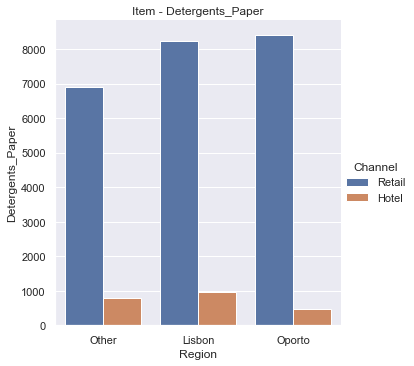 Item - Detergents_Paper
Detergents_Paper
8000
7000
6000
5000
4000
3000
2000
1000
0
Other Lisbon Oporto
Region
Channel
Retail
Hotel